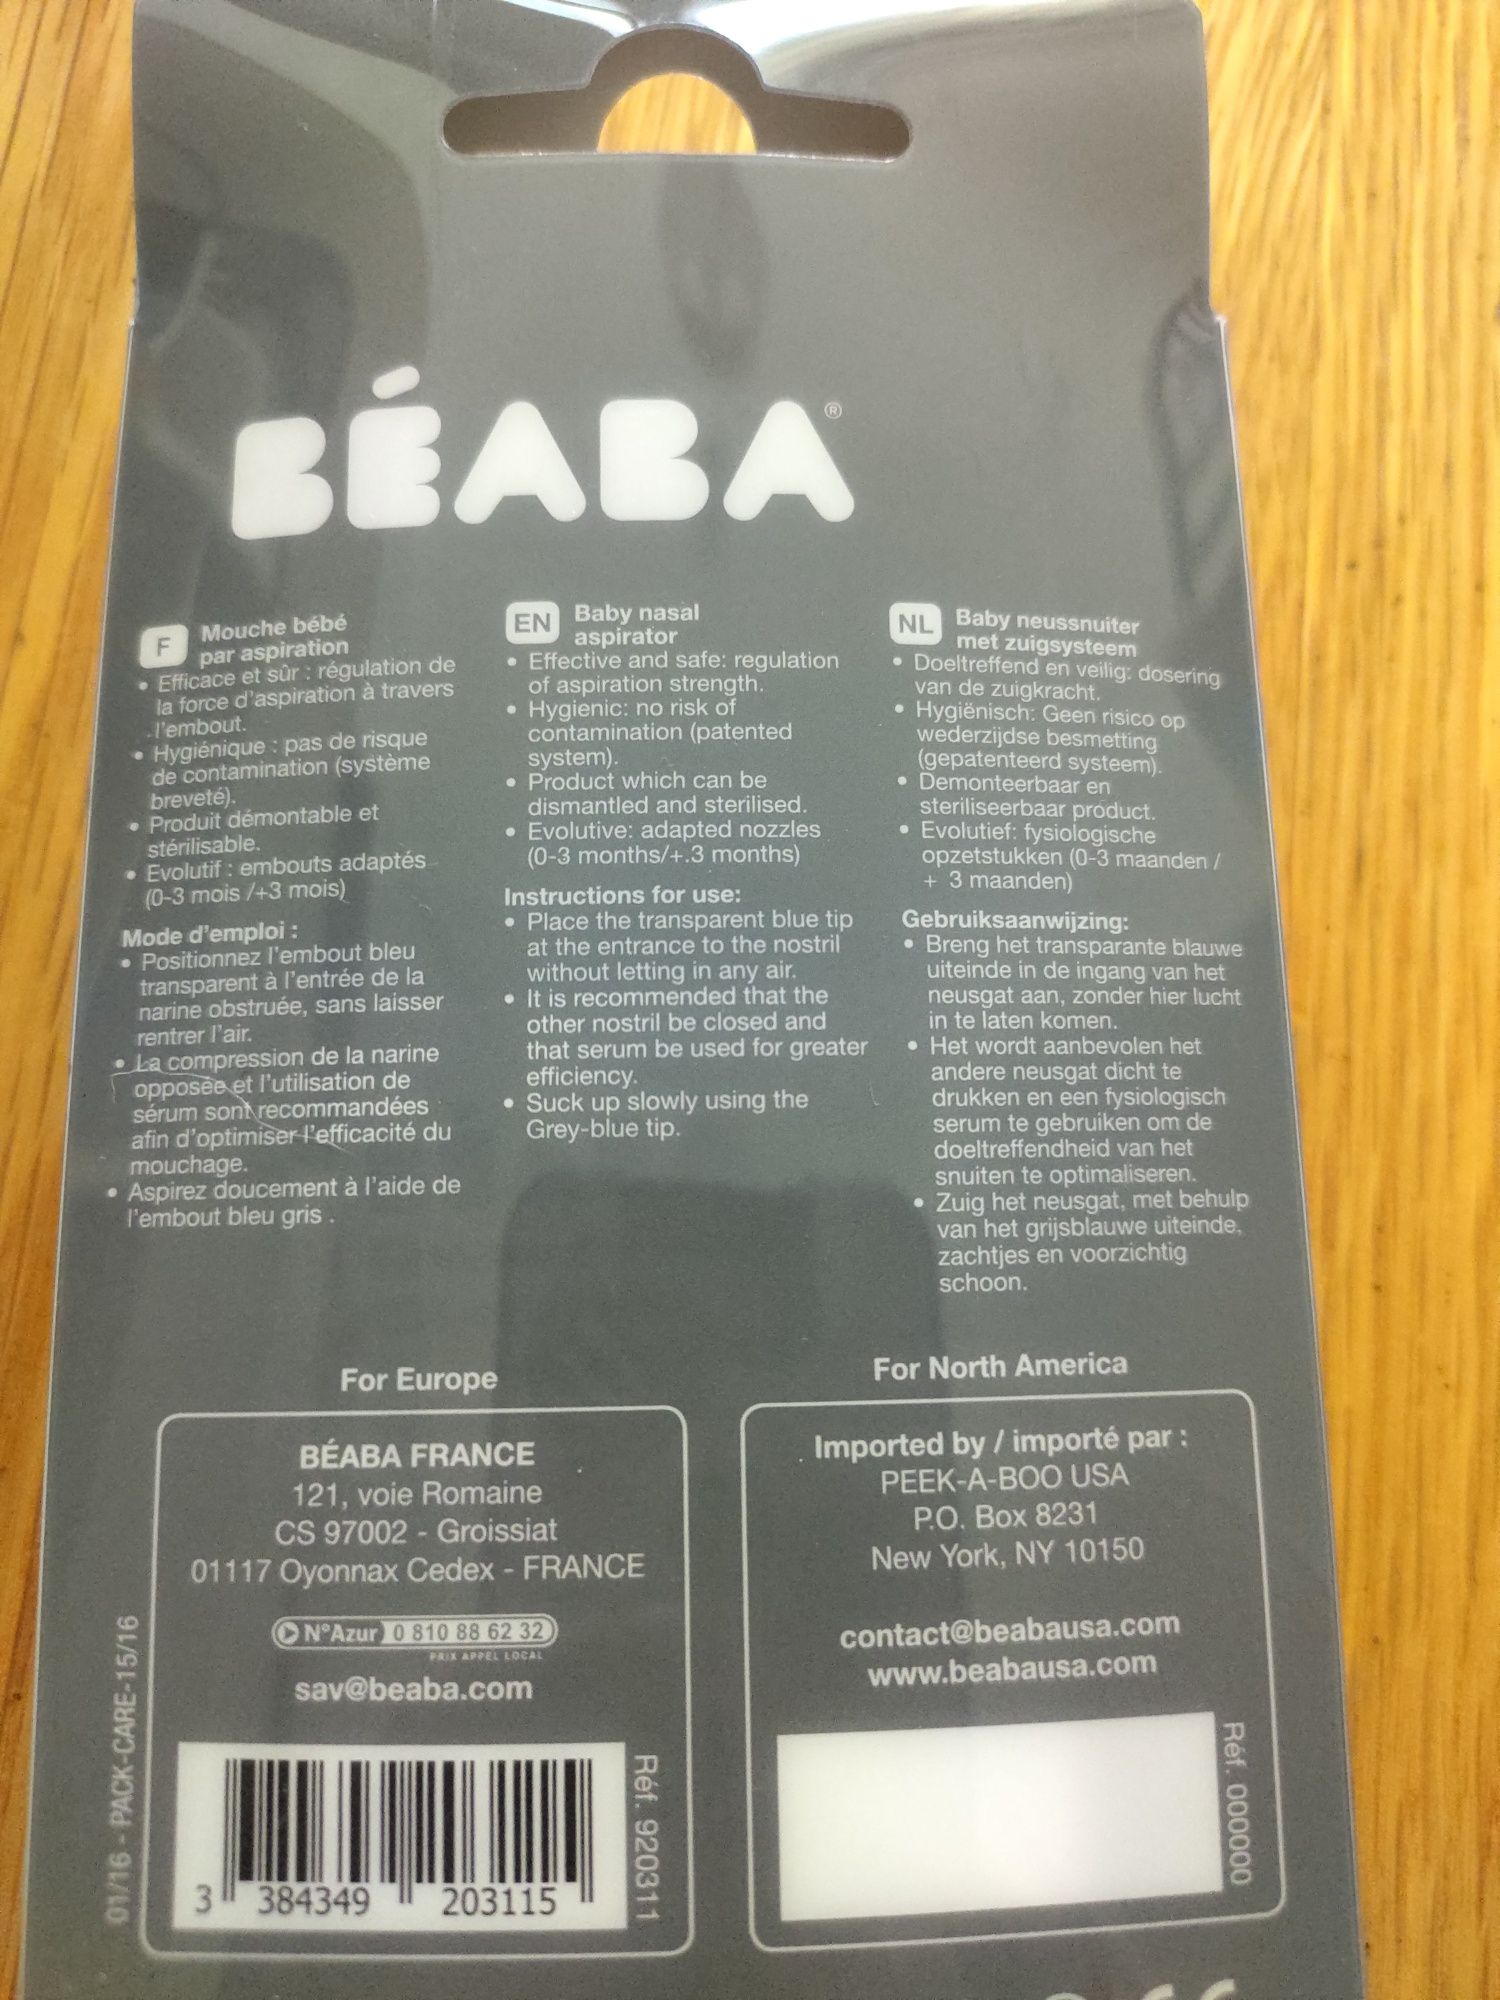 BÉABA®
F Mouche bébé
par aspiration
• Efficace et sûr : régulation de
la force d'aspiration à travers
l'embout.
• Hygiénique : pas de risque
de contamination (système
breveté).
• Produit démontable et
stérilisable.
• Evolutif : embouts adaptés
(0-3 mois /+3 mois)
Mode d'emploi :
• Positionnez l'embout bleu
transparent à l'entrée de la
narine obstruée, sans laisser
rentrer l'air.
• La compression de la narine
opposée et l'utilisation de
sérum sont recommandées
afin d'optimiser l'efficacité du
mouchage.
• Aspirez doucement à l'aide de
l'embout bleu gris .
EN Baby nasal
aspirator
• Effective and safe: regulation
of aspiration strength.
• Hygienic: no risk of
contamination (patented
system).
• Product which can be
dismantled and sterilised.
• Evolutive: adapted nozzles
(0-3 months/+.3 months)
Instructions for use:
• Place the transparent blue tip
at the entrance to the nostril
without letting in any air.
• It is recommended that the
other nostril be closed and
that serum be used for greater
efficiency.
• Suck up slowly using the
Grey-blue tip.
NL Baby neussnuiter
met zuigsysteem
• Doeltreffend en veilig: dosering
van de zuigkracht.
• Hygiënisch: Geen risico op
wederzijdse besmetting
(gepatenteerd systeem).
• Demonteerbaar en
steriliseerbaar product.
• Evolutief: fysiologische
opzetstukken (0-3 maanden /
+ 3 maanden)
Gebruiksaanwijzing:
• Breng het transparante blauwe
uiteinde in de ingang van het
neusgat aan, zonder hier lucht
in te laten komen.
• Het wordt aanbevolen het
andere neusgat dicht te
drukken en een fysiologisch
serum te gebruiken om de
doeltreffendheid van het
snuiten te optimaliseren.
• Zuig het neusgat, met behulp
van het grijsblauwe uiteinde,
zachtjes en voorzichtig
schoon.
For Europe
BÉABA FRANCE
121, voie Romaine
CS 97002 - Groissiat
01117 Oyonnax Cedex - FRANCE
N°Azur 0 810 88 62 32
PRIX APPEL LOCAL
sav@beaba.com
3 384349 203115
Réf. 920311
01/16 - PACK-CARE-15/16
For North America
Imported by / importé par :
PEEK-A-BOO USA
P.O. Box 8231
New York, NY 10150
contact@beabausa.com
www.beabausa.com
Réf. 000000